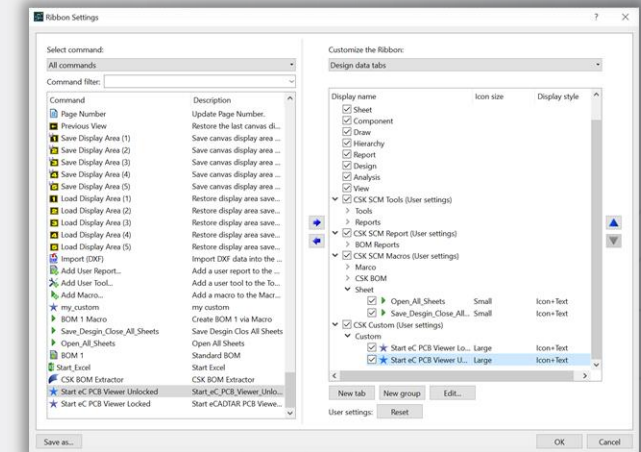 Ribbon Settings ? ×
Select command:
All commands
Command filter:
Command Description
Page Number Update Page Number.
Previous View Restore the last canvas di...
Save Display Area (1) Save canvas display area ...
Save Display Area (2) Save canvas display area ...
Save Display Area (3) Save canvas display area ...
Save Display Area (4) Save canvas display area ...
Save Display Area (5) Save canvas display area ...
Load Display Area (1) Restore display area save...
Load Display Area (2) Restore display area save...
Load Display Area (3) Restore display area save...
Load Display Area (4) Restore display area save...
Load Display Area (5) Restore display area save...
Import (DXF) Import DXF data into the ...
Add User Report... Add a user report to the ...
Add User Tool... Add a user tool to the To...
Add Macro... Add a macro to the Macr...
my_custom my custom
BOM 1 Macro Create BOM 1 via Macro
Save_Desgin_Close_All_Sheets Save Desgin Clos All Sheets
Open_All_Sheets Open All Sheets
BOM 1 Standard BOM
Start_Excel Start Excel
CSK BOM Extractor CSK BOM Extractor
Start eC PCB Viewer Unlocked Start_eC_PCB_Viewer_Unlo...
Start eC PCB Viewer Locked Start eCADTAR PCB Viewe...
Save as...
Customize the Ribbon:
Design data tabs
Display name Icon size Display style
Sheet
Component
Draw
Hierarchy
Report
Design
Analysis
View
CSK SCM Tools (User settings)
Tools
Reports
CSK SCM Report (User settings)
BOM Reports
CSK SCM Macros (User settings)
Marco
CSK BOM
Sheet
Open_All_Sheets Small Icon+Text
Save_Desgin_Close_All... Small Icon+Text
CSK Custom (User settings)
Custom
Start eC PCB Viewer Lo... Large Icon+Text
Start eC PCB Viewer U... Large Icon+Text
New tab New group Edit...
User settings: Reset
OK Cancel